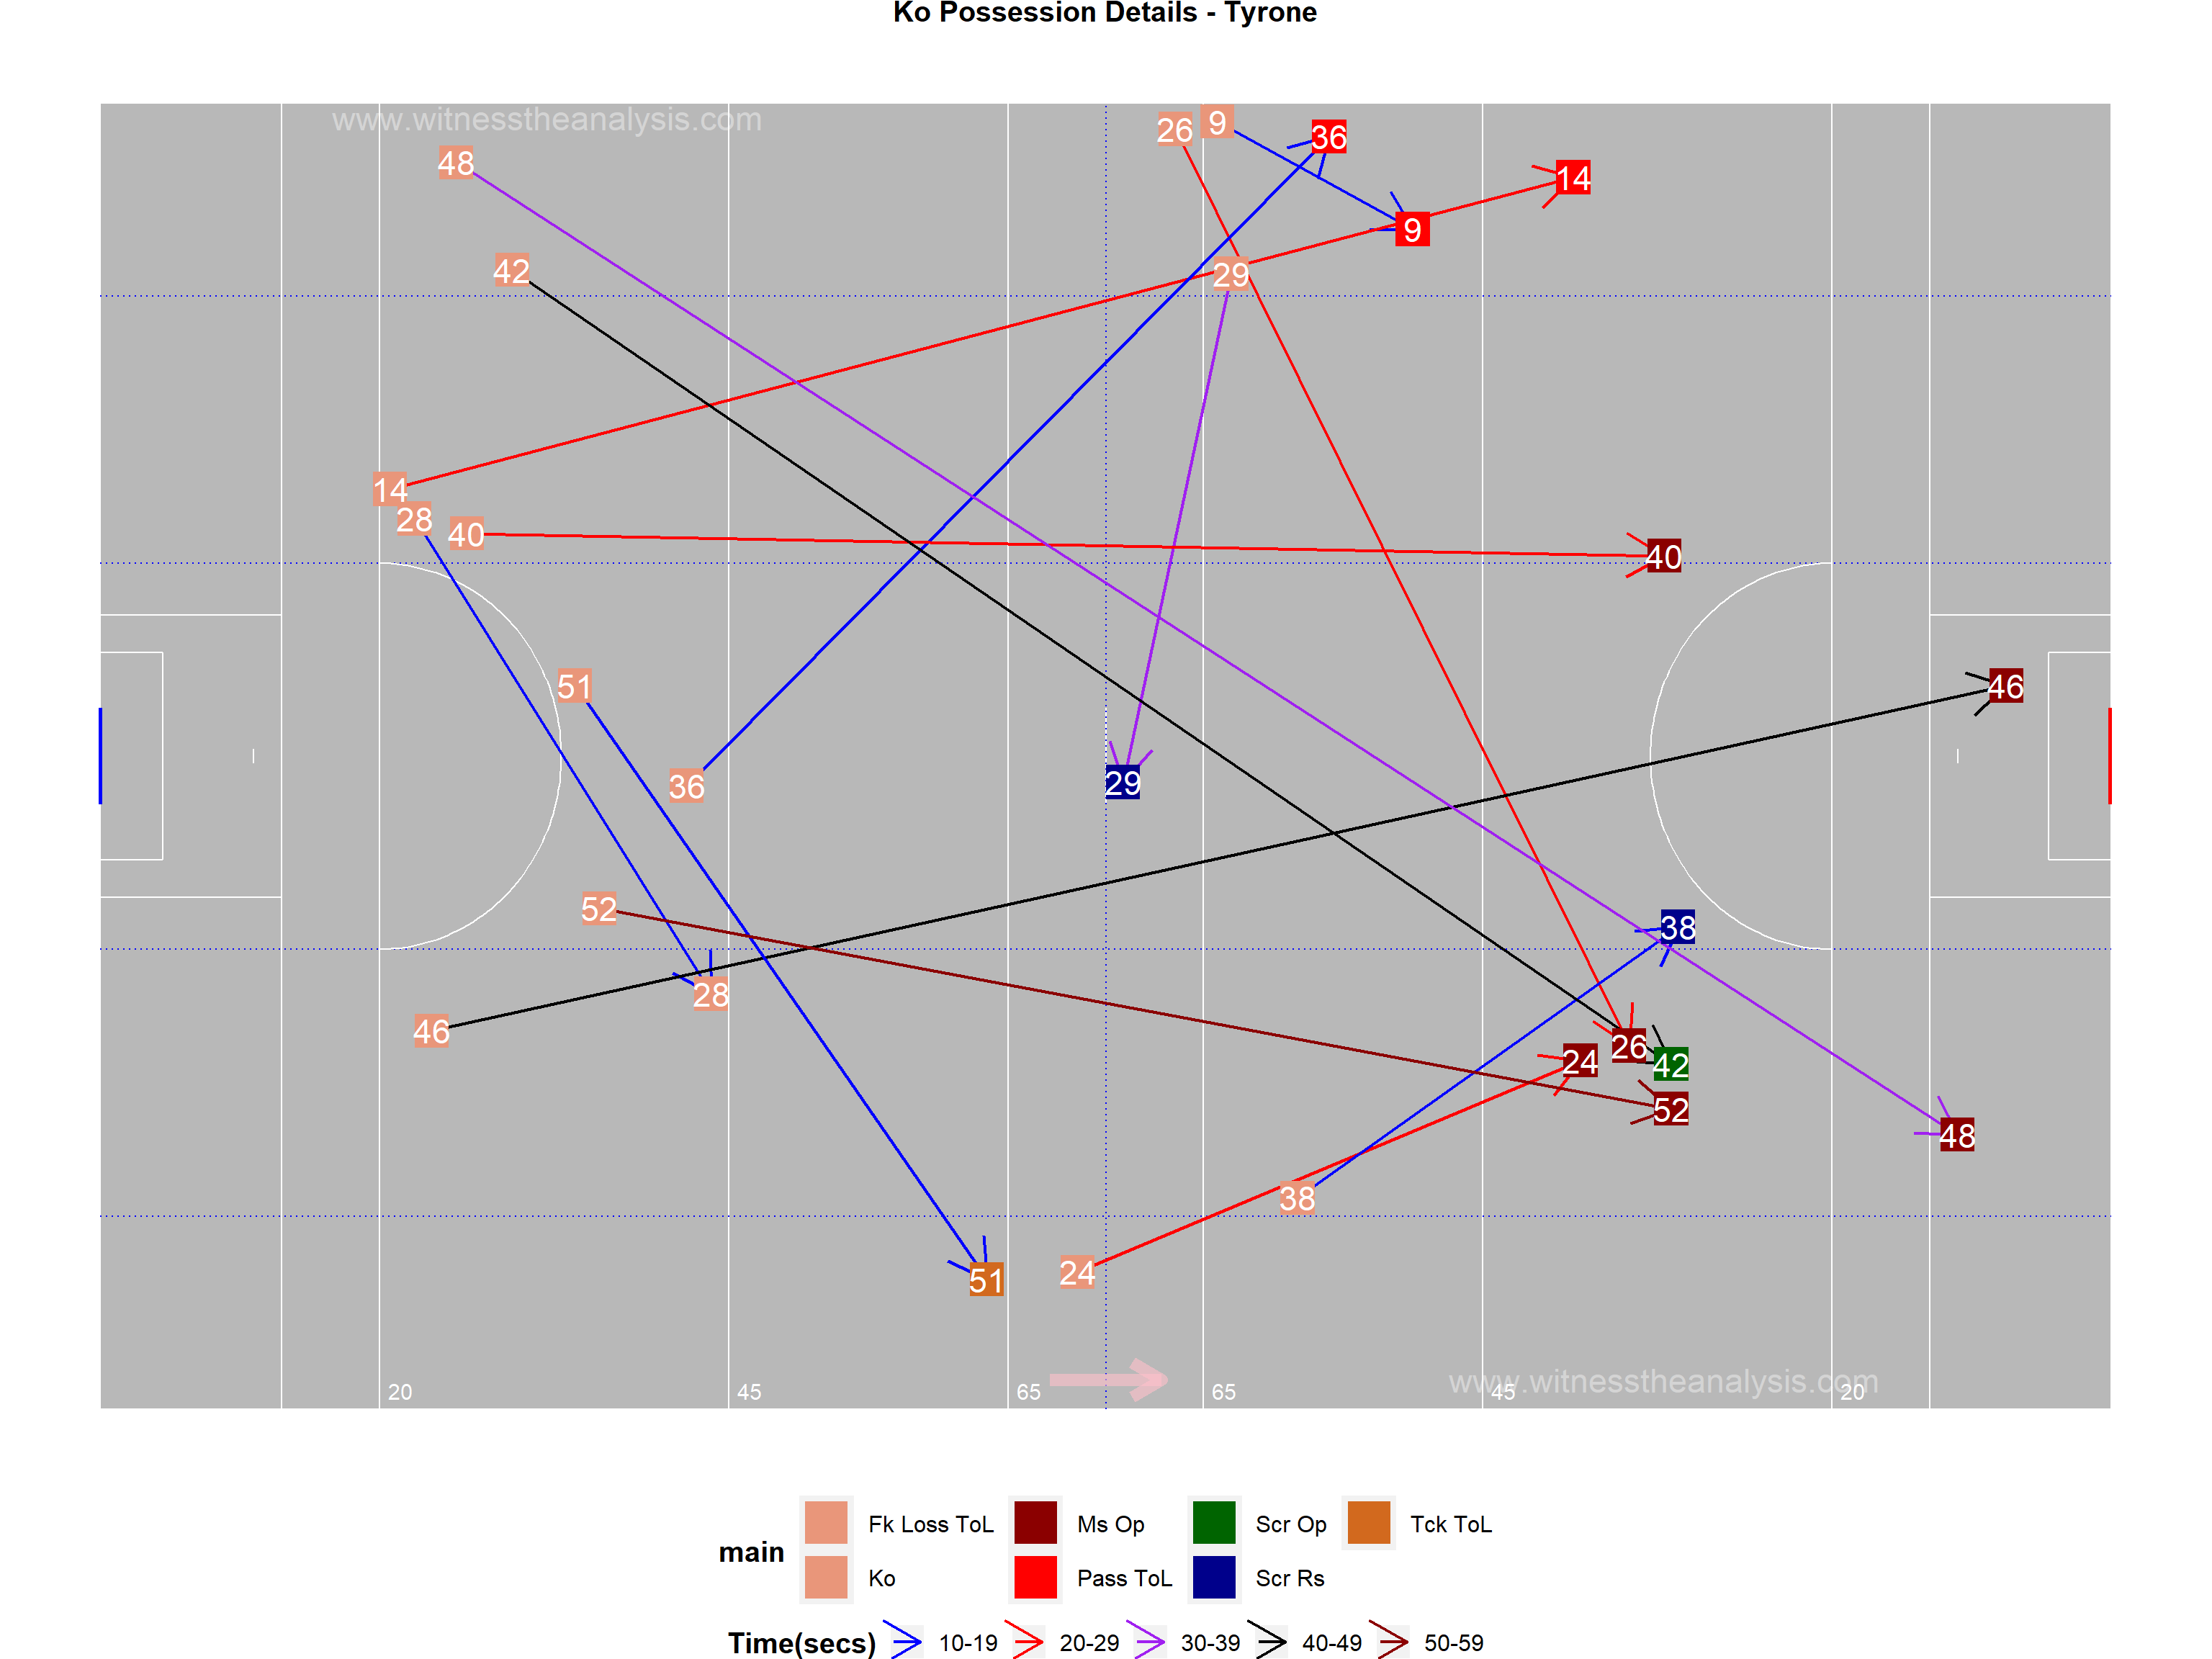 Ko Possession Details - Tyrone
www.witnesstheanalysis.com
26 9 36
48 14
9
42 29
14
28
40 40
51 46
36 29
52 38
28
46 26
24 42
52
48
38
51 24
www.witnesstheanalysis.com
20 45 65 65 45 20
main
Fk Loss ToL Ms Op Scr Op Tck ToL
Ko Pass ToL Scr Rs
Time(secs) 10-19 20-29 30-39 40-49 50-59